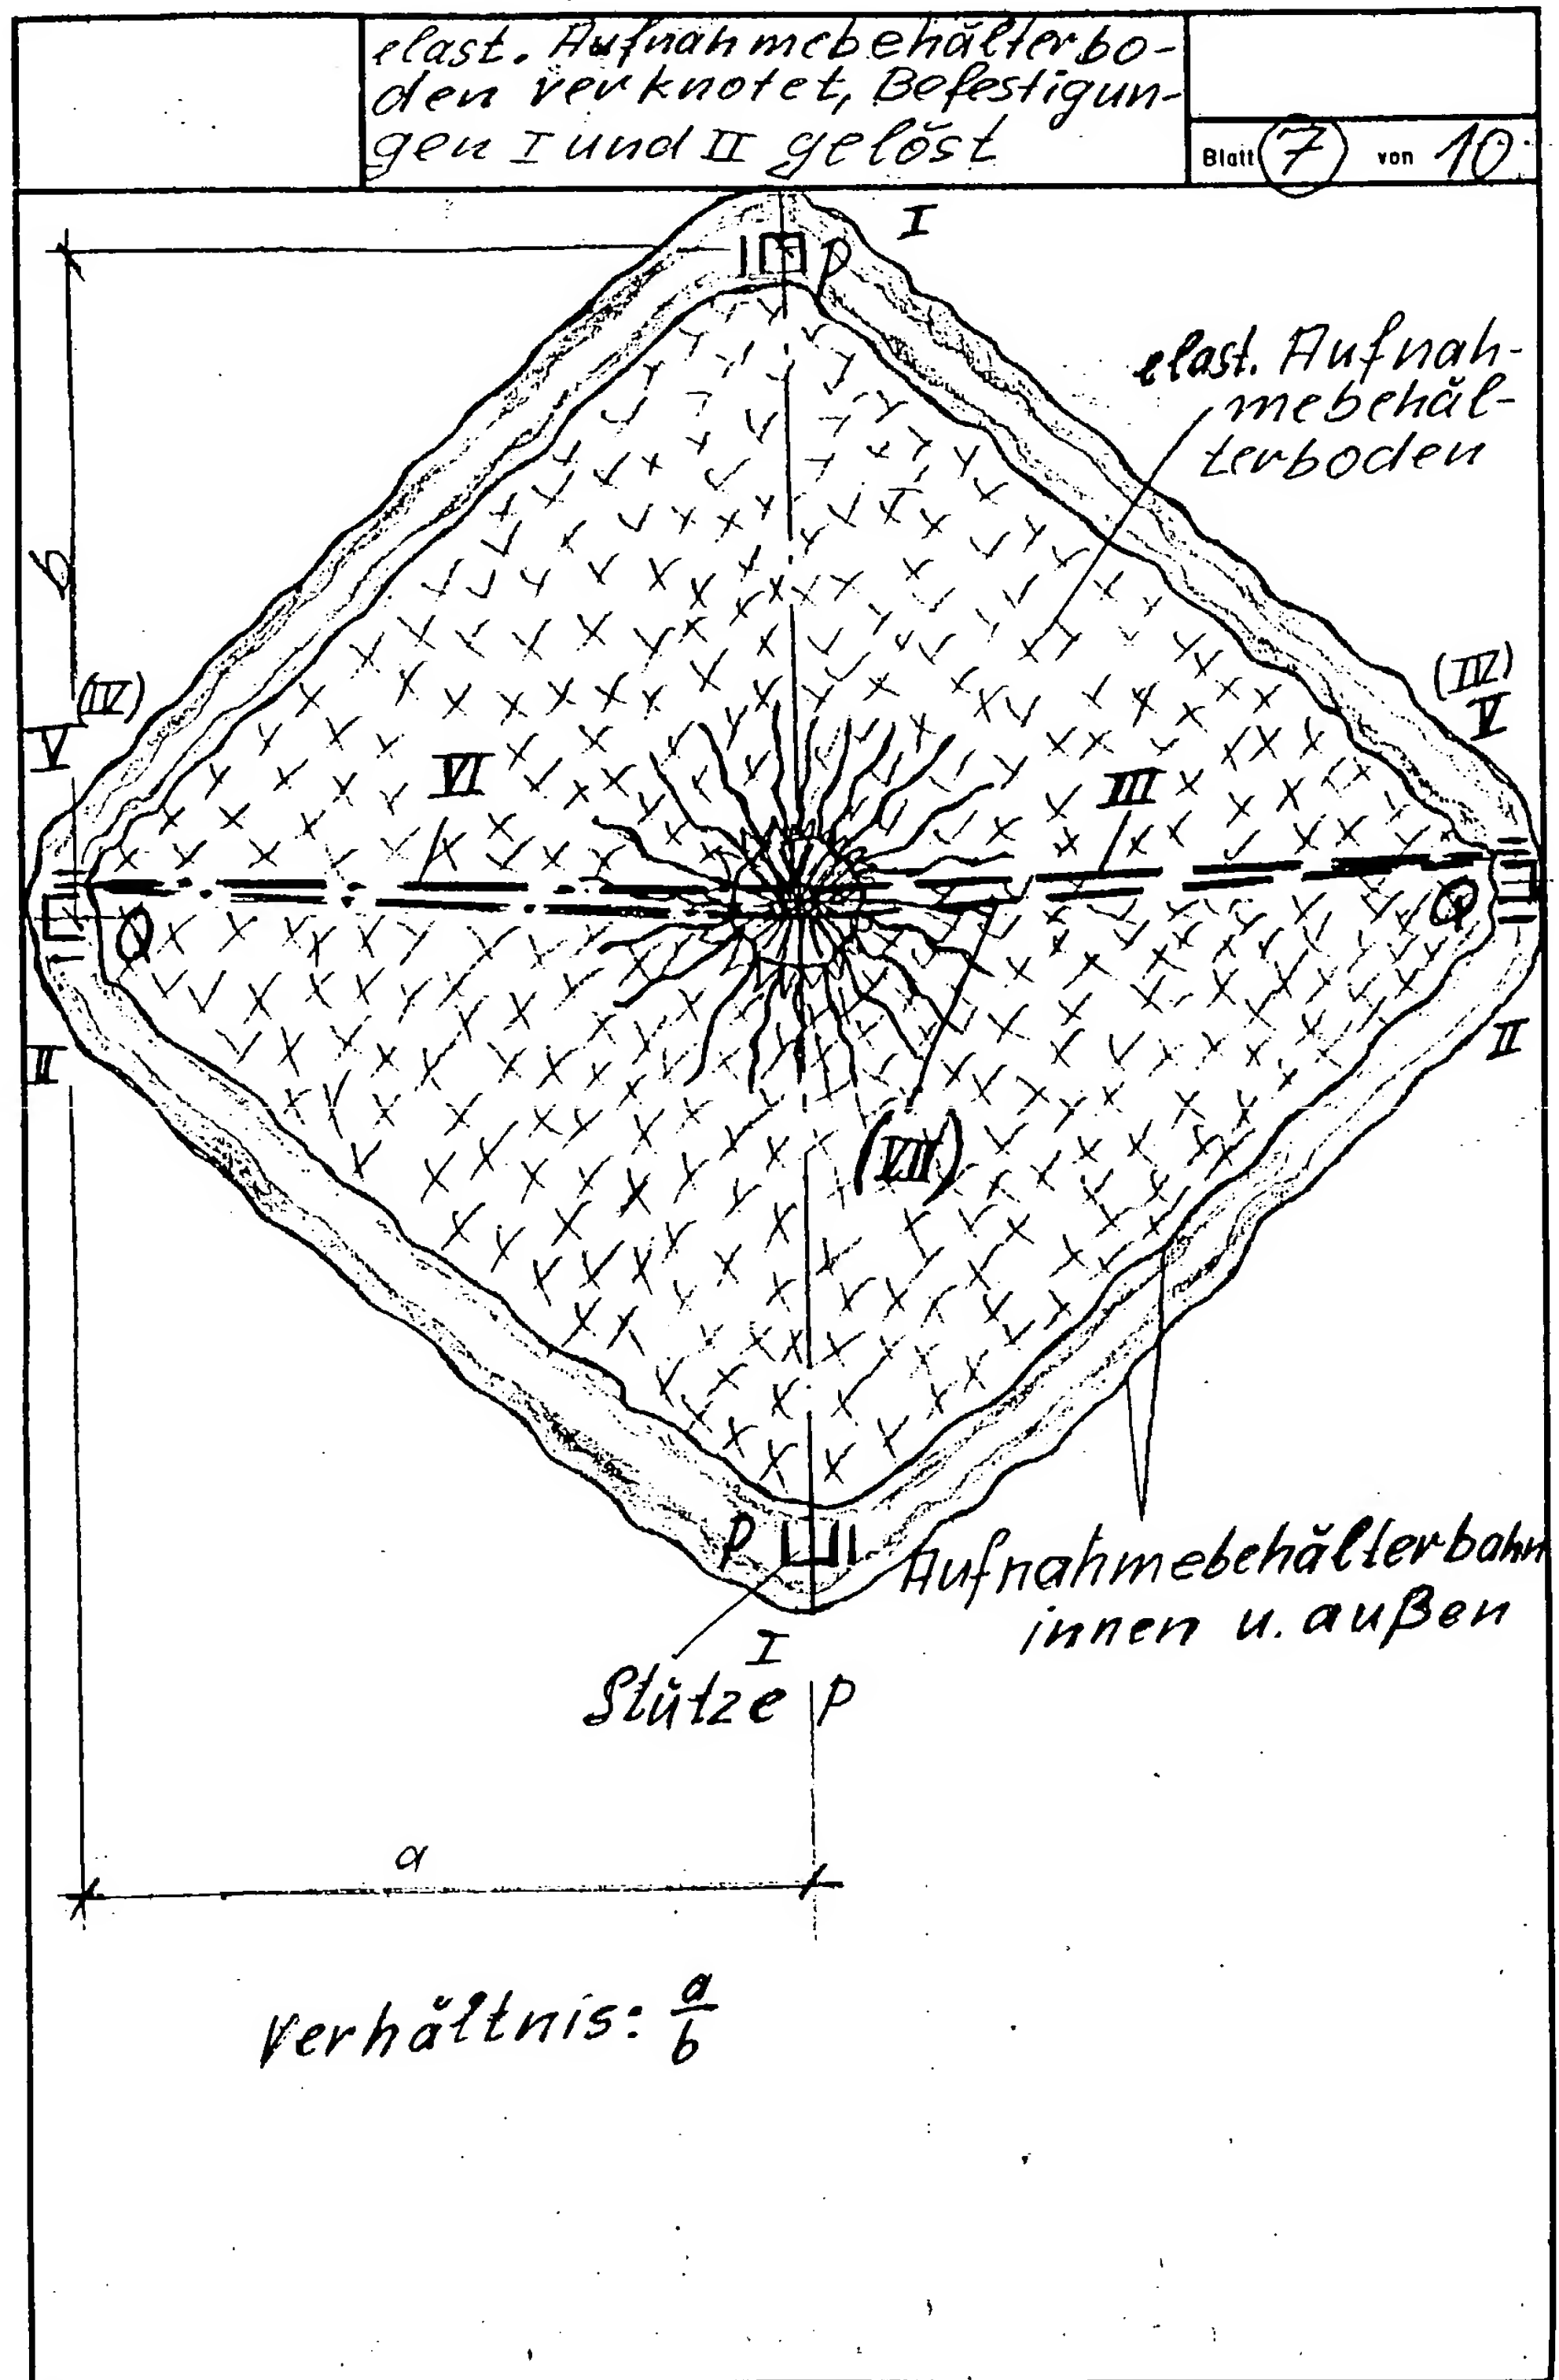 elast. Aufnahmebehälterbo-
den verknotet, Befestigun-
gen I und II gelöst
Blatt 7 von 10
I
P
elast. Aufnah-
mebehäl-
terboden
b
(IV)
V
(IV)
V
VI
III
Q
Q
II
II
(VII)
P
Aufnahmebehälterbahn
innen u. außen
I
Stütze P
a
Verhältnis: a
b